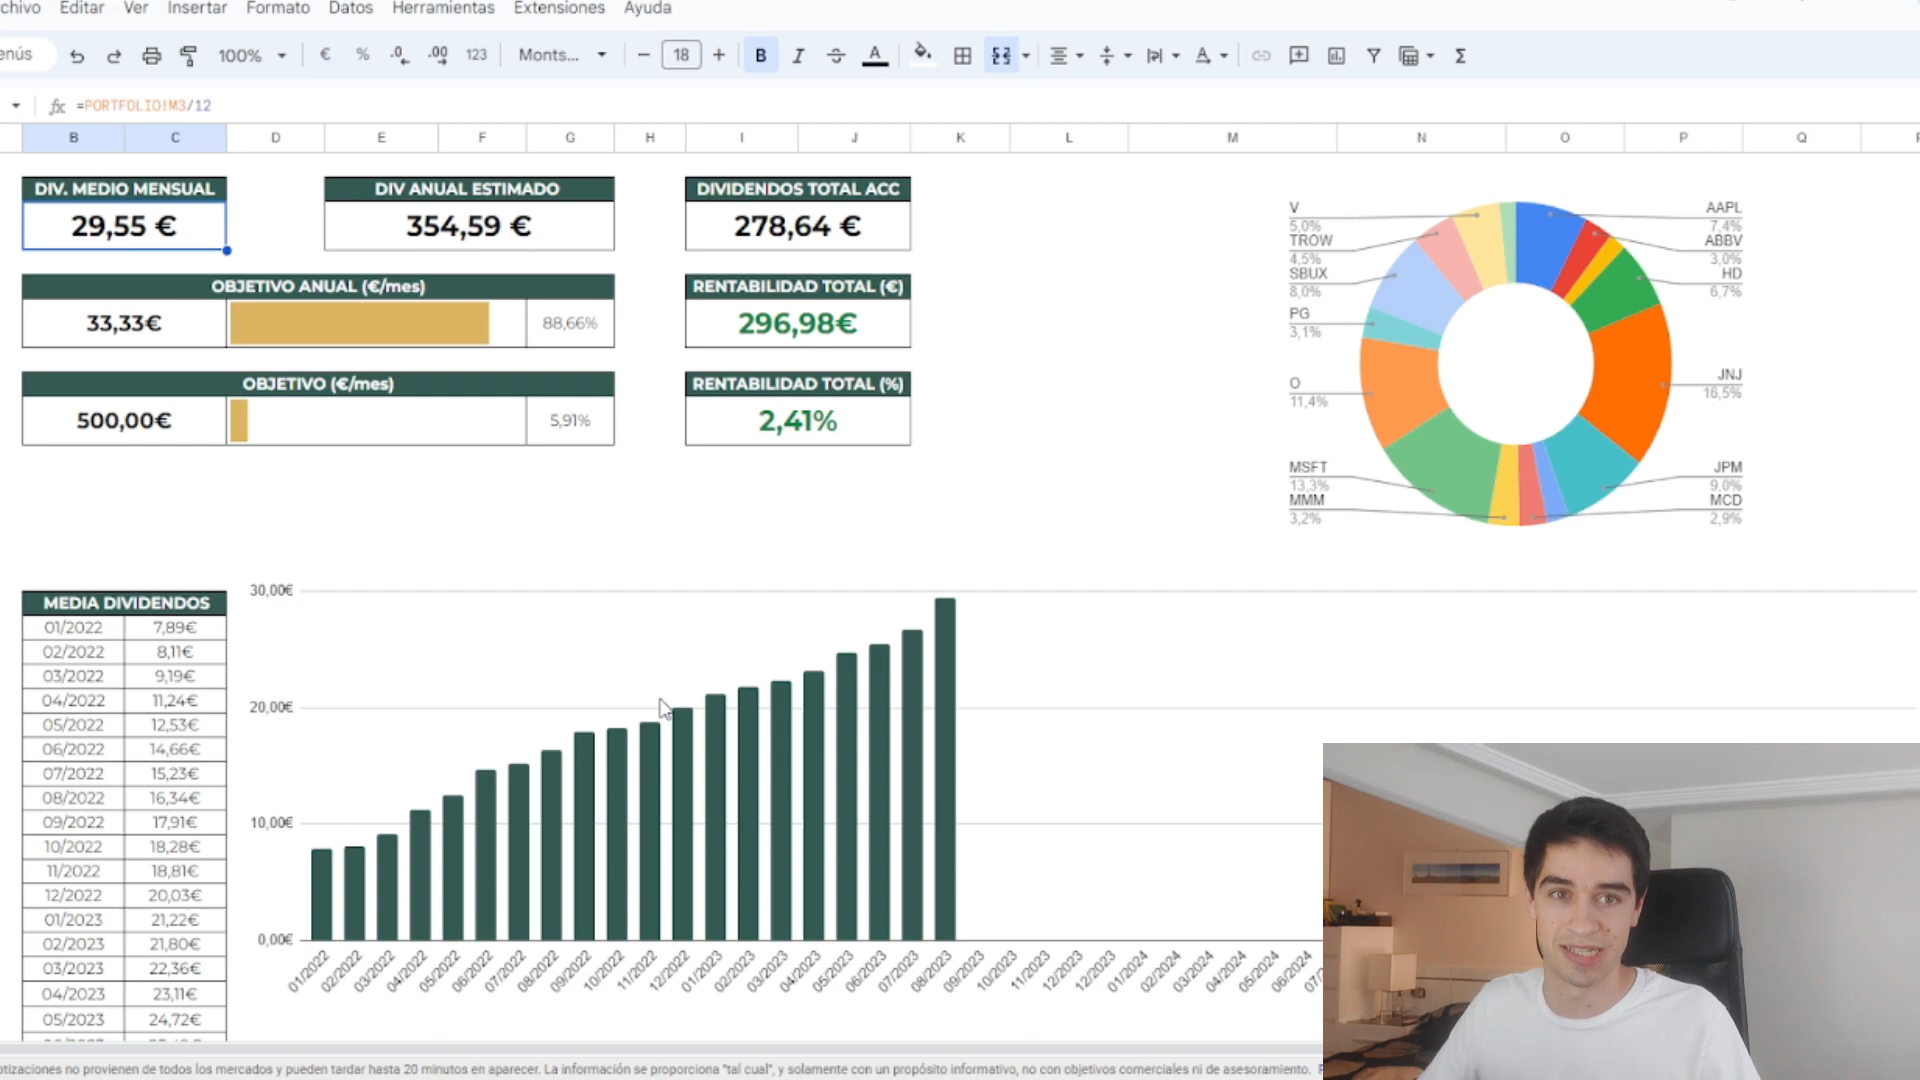 chivo Editar Ver Insertar Formato Datos Herramientas Extensiones Ayuda
enús 100% € % .0 .00 123 Monts... 18 B I A Σ
fx =PORTFOLIO!M3/12
B C D E F G H I J K L M N O P Q
DIV. MEDIO MENSUAL
29,55 €
DIV ANUAL ESTIMADO
354,59 €
DIVIDENDOS TOTAL ACC
278,64 €
OBJETIVO ANUAL (€/mes)
33,33€ 88,66%
RENTABILIDAD TOTAL (€)
296,98€
OBJETIVO (€/mes)
500,00€ 5,91%
RENTABILIDAD TOTAL (%)
2,41%
V
5,0%
TROW
4,5%
SBUX
8,0%
PG
3,1%
O
11,4%
MSFT
13,3%
MMM
3,2%
AAPL
7,4%
ABBV
3,0%
HD
6,7%
JNJ
16,5%
JPM
9,0%
MCD
2,9%
MEDIA DIVIDENDOS
01/2022 7,89€
02/2022 8,11€
03/2022 9,19€
04/2022 11,24€
05/2022 12,53€
06/2022 14,66€
07/2022 15,23€
08/2022 16,34€
09/2022 17,91€
10/2022 18,28€
11/2022 18,81€
12/2022 20,03€
01/2023 21,22€
02/2023 21,80€
03/2023 22,36€
04/2023 23,11€
05/2023 24,72€
30,00€
20,00€
10,00€
0,00€
01/2022 02/2022 03/2022 04/2022 05/2022 06/2022 07/2022 08/2022 09/2022 10/2022 11/2022 12/2022 01/2023 02/2023 03/2023 04/2023 05/2023 06/2023 07/2023 08/2023 09/2023 10/2023 11/2023 12/2023 01/2024 02/2024 03/2024 04/2024 05/2024 06/2024 07/
otizaciones no provienen de todos los mercados y pueden tardar hasta 20 minutos en aparecer. La información se proporciona "tal cual", y solamente con un propósito informativo, no con objetivos comerciales ni de asesoramiento.